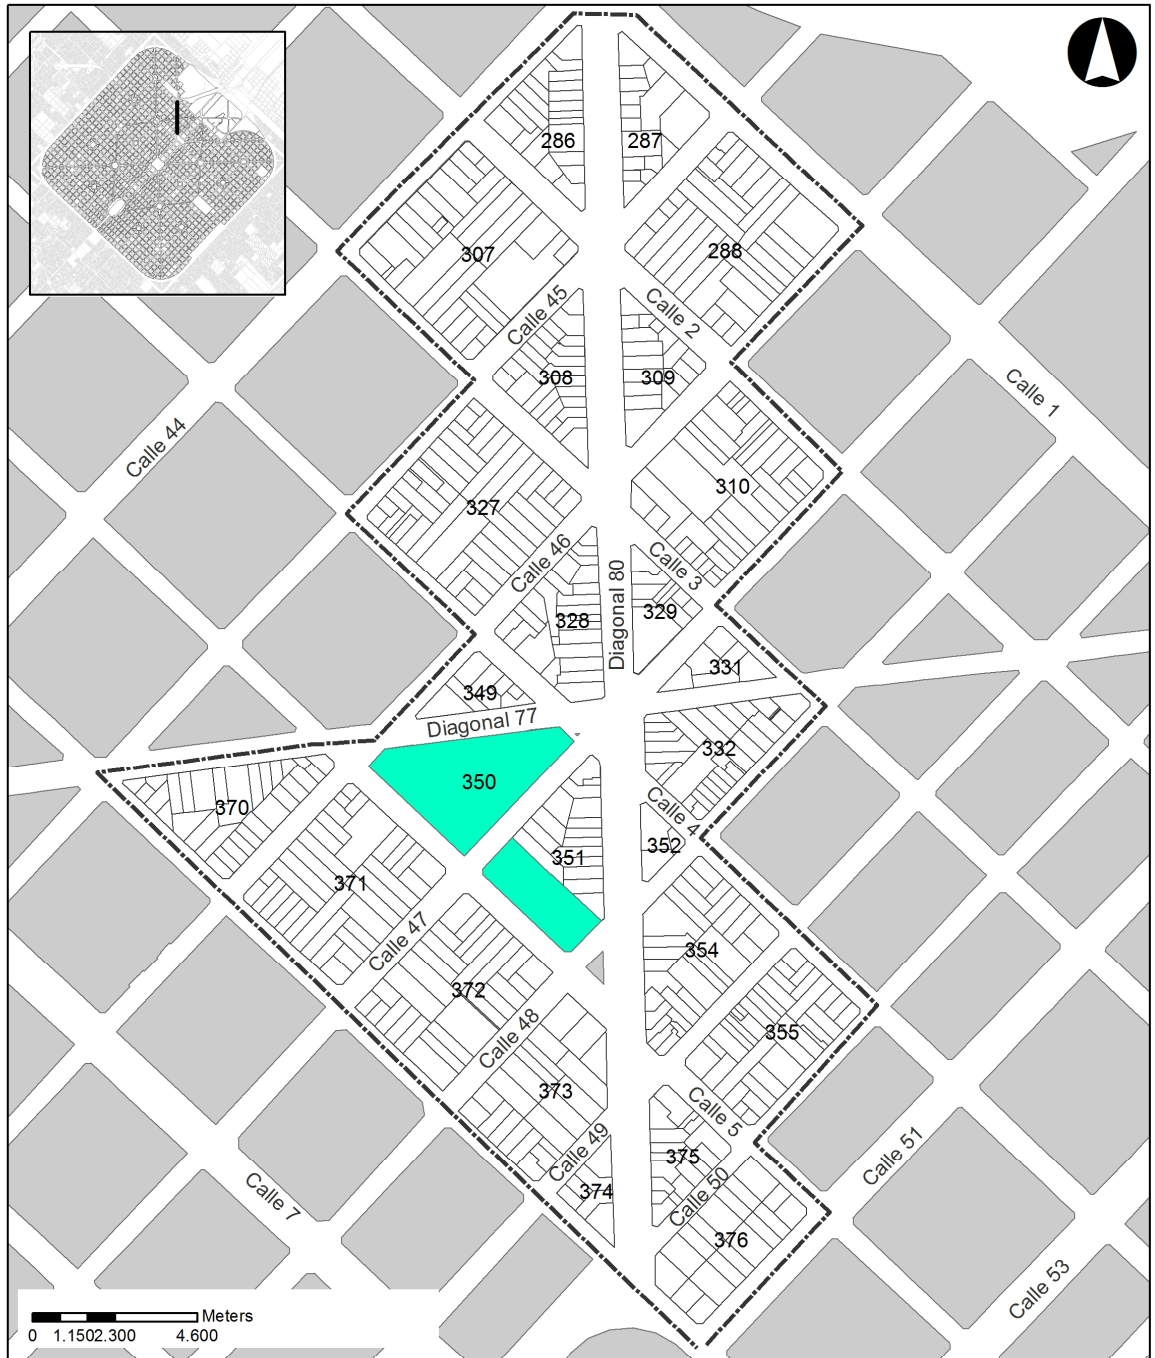 286
287
307
288
Calle 45
Calle 2
308
309
Calle 1
Calle 44
327
310
Calle 46
Calle 3
Diagonal 80
328
329
331
349
Diagonal 77
332
350
370
Calle 4
352
351
371
Calle 47
354
372
355
Calle 48
373
Calle 5
Calle 49
375
Calle 51
374
Calle 50
Calle 7
376
Calle 53
Meters
0 1.150 2.300 4.600